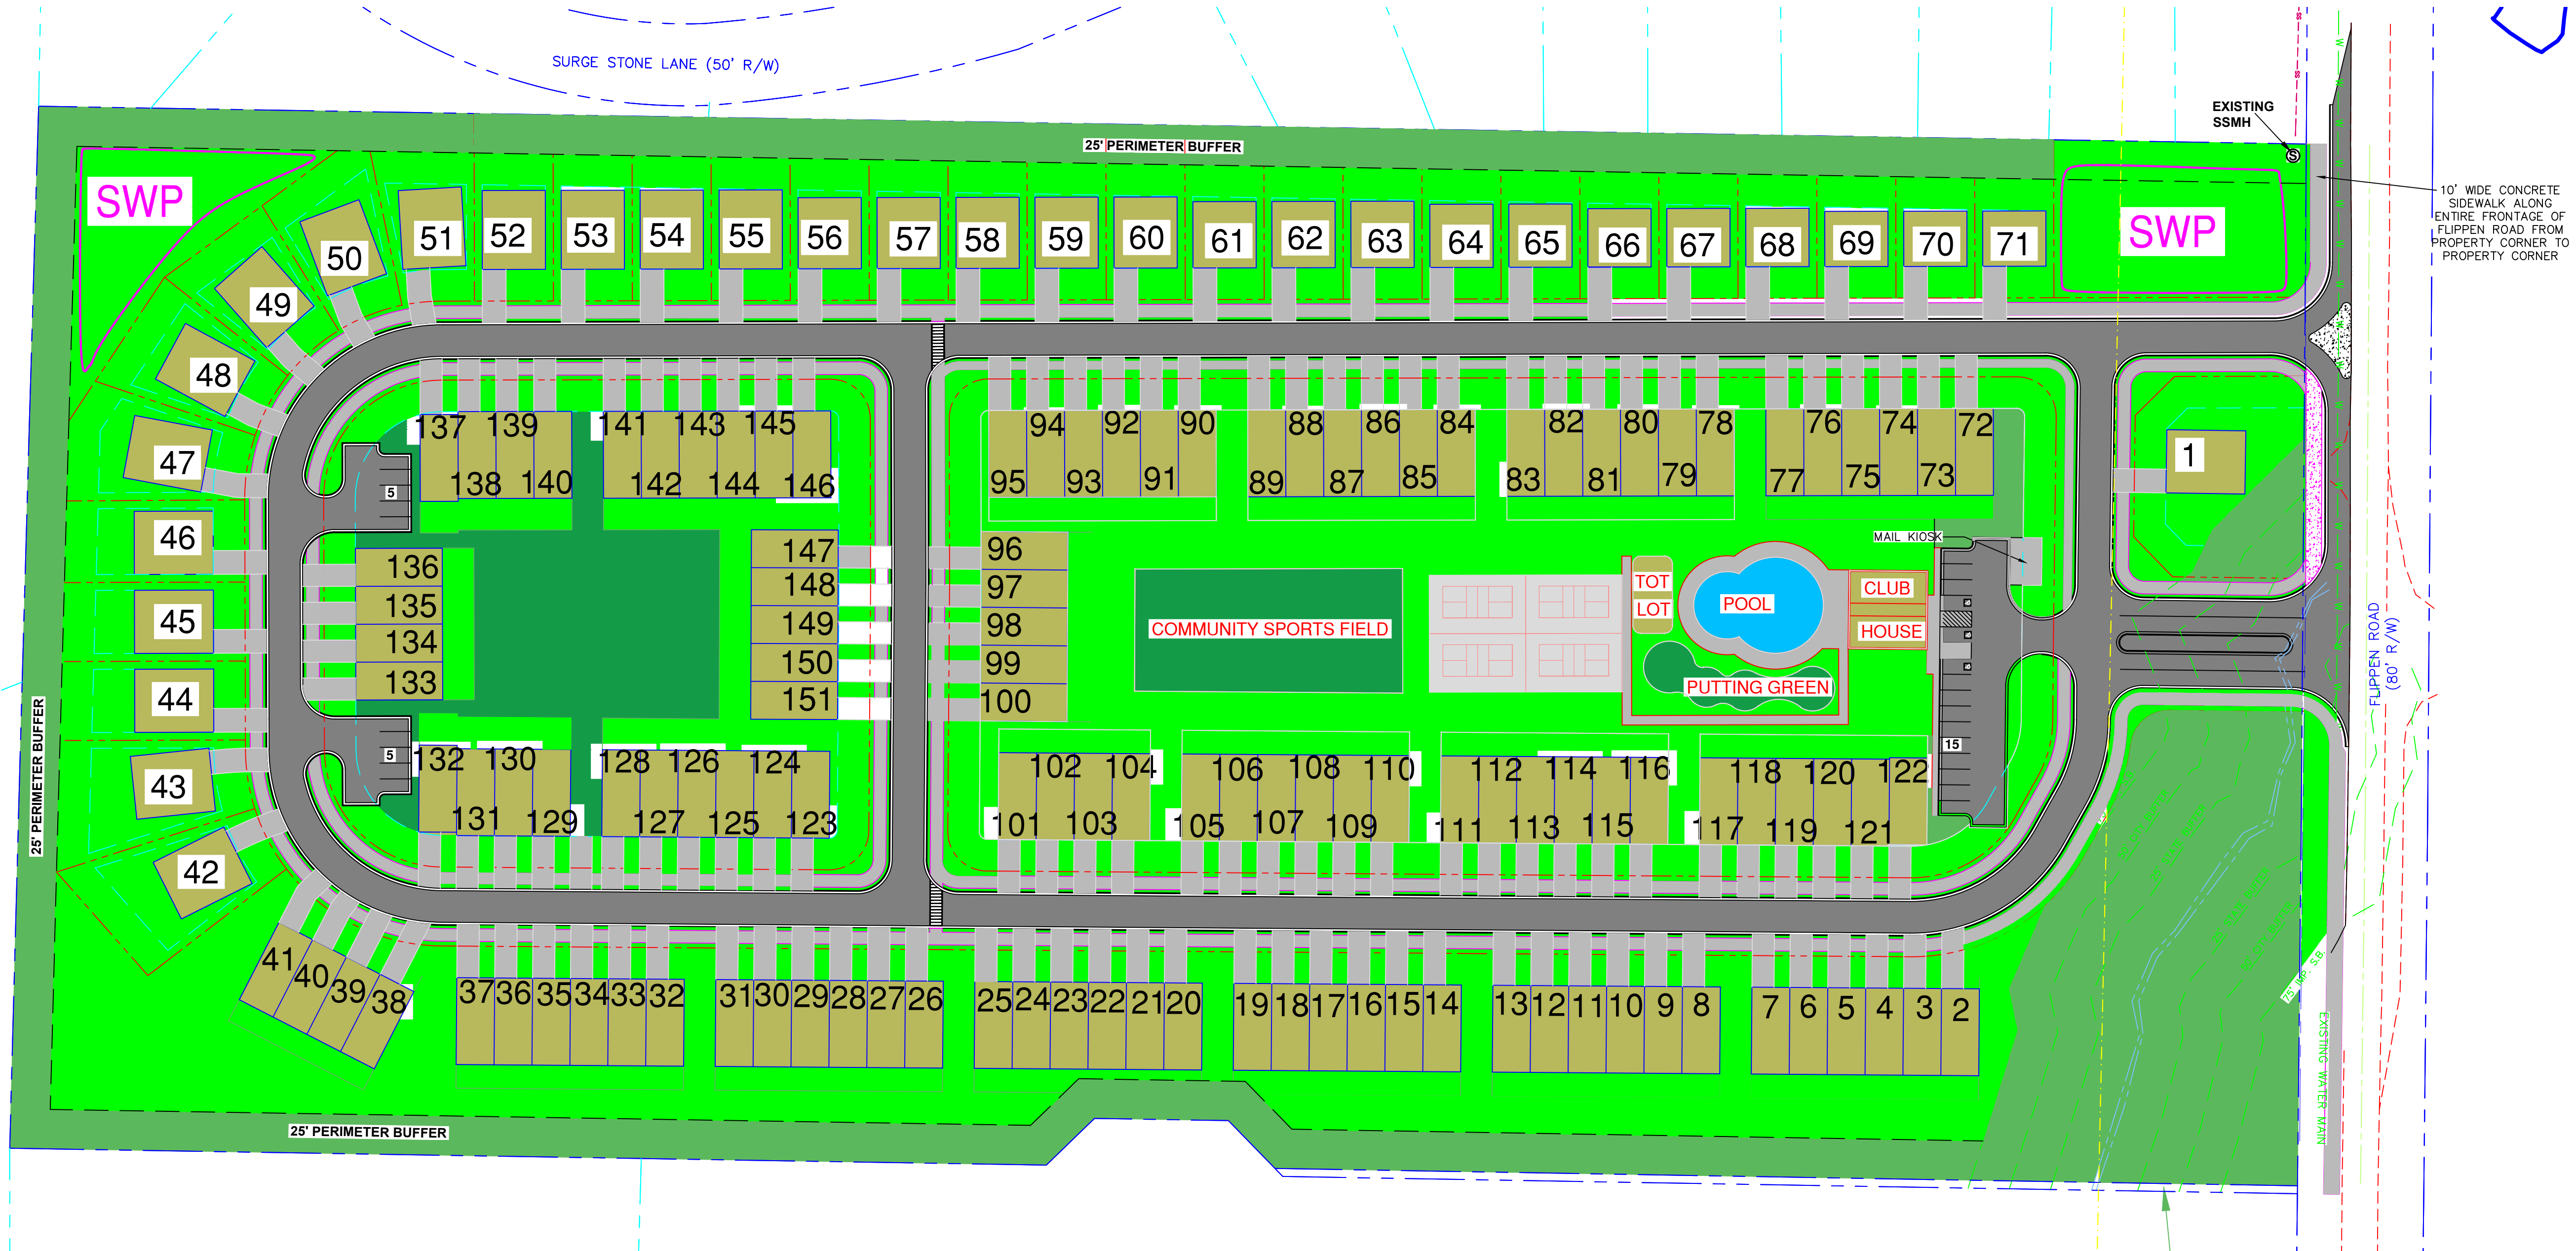 SURGE STONE LANE (50' R/W)
EXISTING
SSMH
S
SS
SS
25' PERIMETER BUFFER
10' WIDE CONCRETE
SIDEWALK ALONG
ENTIRE FRONTAGE OF
FLIPPEN ROAD FROM
PROPERTY CORNER TO
PROPERTY CORNER
SWP
SWP
51 52 53 54 55 56 57 58 59 60 61 62 63 64 65 66 67 68 69 70 71
50
49
48
47
46
45
44
43
42
137 139 141 143 145 94 92 90 88 86 84 82 80 78 76 74 72
138 140 142 144 146 95 93 91 89 87 85 83 81 79 77 75 73
1
5
MAIL KIOSK
136
135
134
133
147
148
149
150
151
96
97
98
99
100
COMMUNITY SPORTS FIELD
TOT
LOT
POOL
CLUB
HOUSE
PUTTING GREEN
FLIPPEN ROAD
(80' R/W)
25' PERIMETER BUFFER
5
15
132 130 128 126 124 102 104 106 108 110 112 114 116 118 120 122
131 129 127 125 123 101 103 105 107 109 111 113 115 117 119 121
41
40
39
38
37 36 35 34 33 32 31 30 29 28 27 26 25 24 23 22 21 20 19 18 17 16 15 14 13 12 11 10 9 8 7 6 5 4 3 2
75' IMP. S.B.
EXISTING WATER MAIN
25' PERIMETER BUFFER